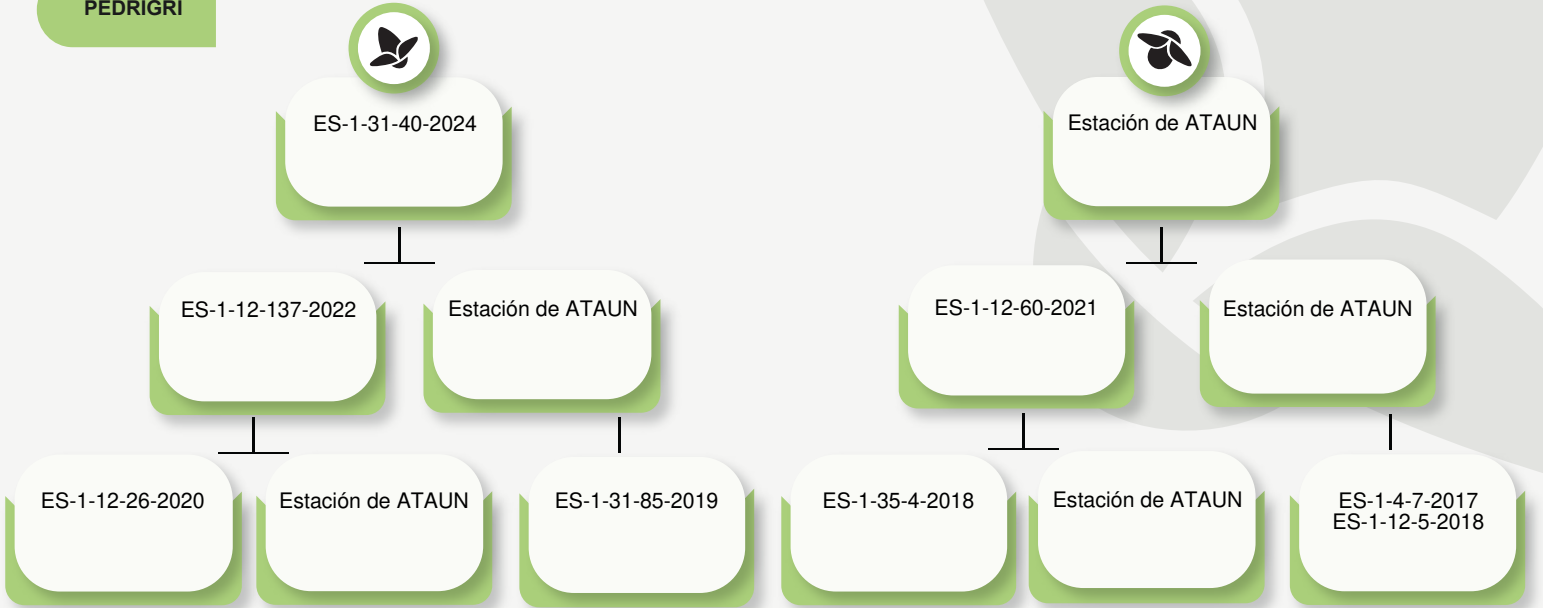 PEDRIGRI
ES-1-31-40-2024
Estación de ATAUN
ES-1-12-137-2022
Estación de ATAUN
ES-1-12-60-2021
Estación de ATAUN
ES-1-12-26-2020
Estación de ATAUN
ES-1-31-85-2019
ES-1-35-4-2018
Estación de ATAUN
ES-1-4-7-2017
ES-1-12-5-2018